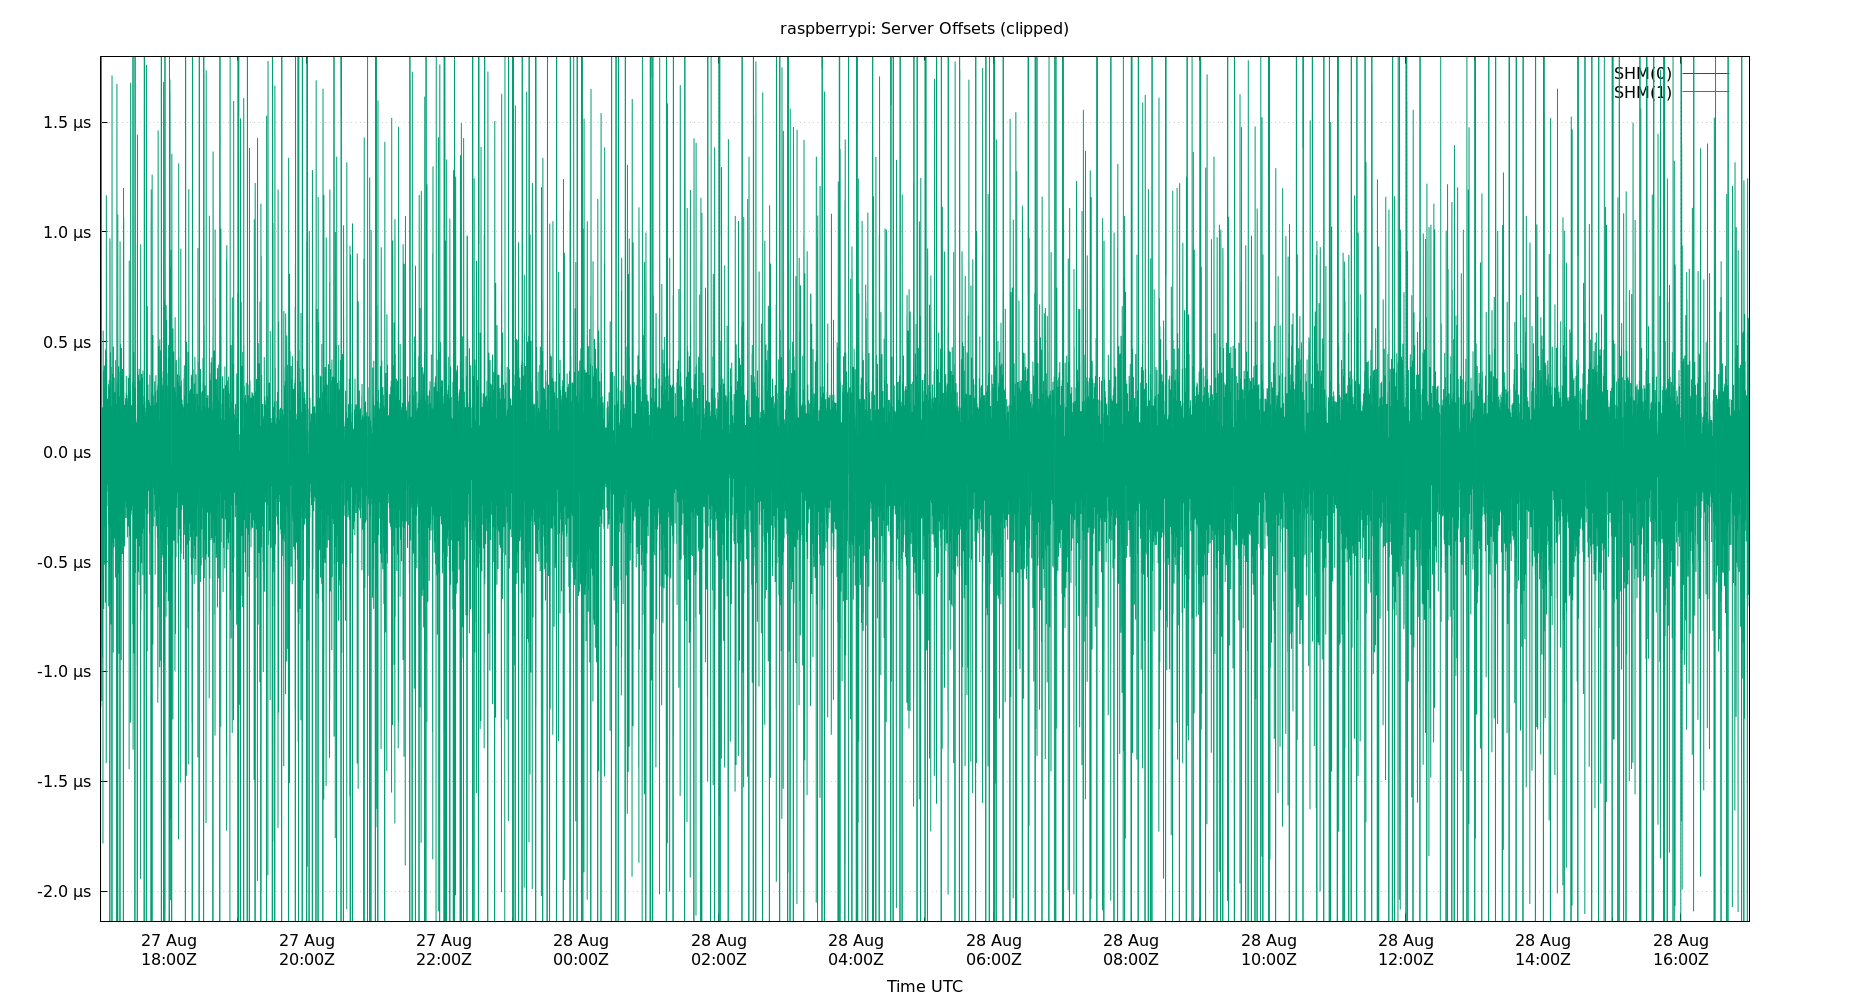 raspberrypi: Server Offsets (clipped)
SHM(0)
SHM(1)
1.5 µs
1.0 µs
0.5 µs
0.0 µs
-0.5 µs
-1.0 µs
-1.5 µs
-2.0 µs
27 Aug 27 Aug 27 Aug 28 Aug 28 Aug 28 Aug 28 Aug 28 Aug 28 Aug 28 Aug 28 Aug 28 Aug
18:00Z 20:00Z 22:00Z 00:00Z 02:00Z 04:00Z 06:00Z 08:00Z 10:00Z 12:00Z 14:00Z 16:00Z
Time UTC